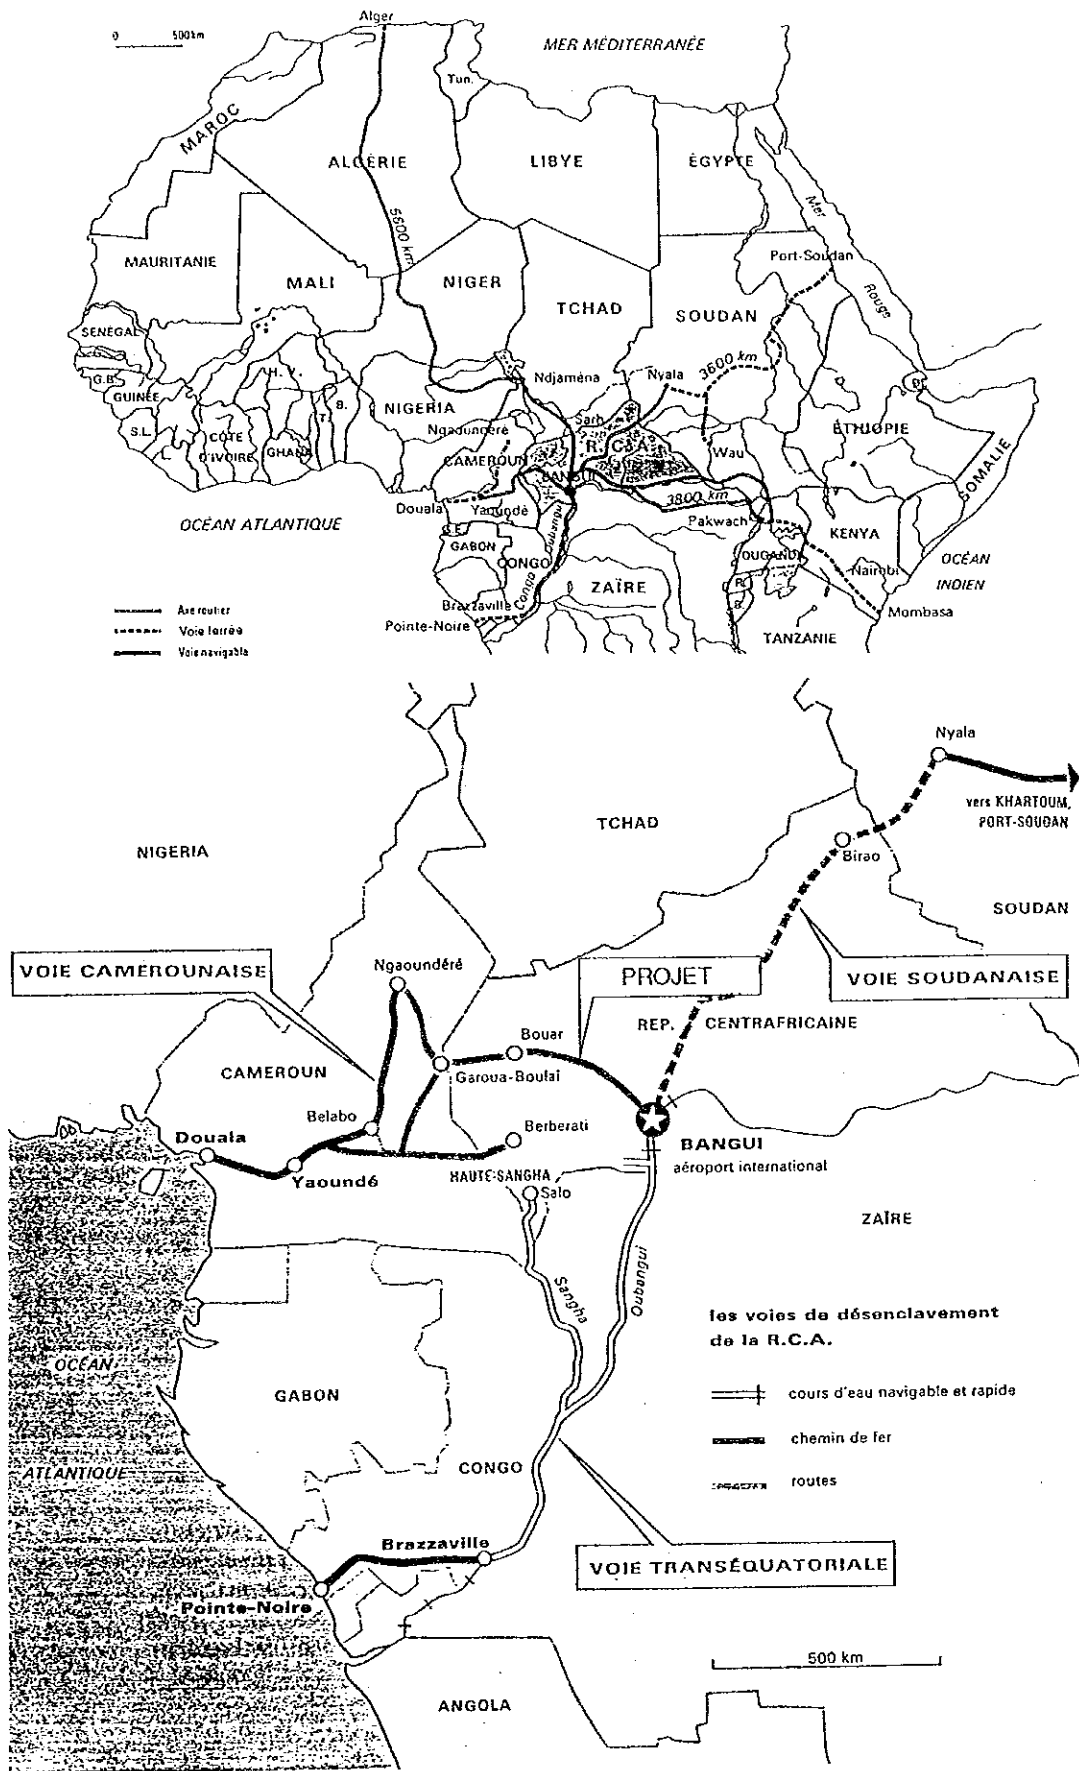 Alger
0 500km
MER MÉDITERRANÉE
Tun.
MAROC
ALGÉRIE
LIBYE
ÉGYPTE
Mer
Rouge
5600 km
Port-Soudan
MAURITANIE
MALI
NIGER
TCHAD
SOUDAN
SENÉGAL
G.
G.B.
GUINÉE
H. V.
3600 km
Ndjaména
Nyala
D.
S.L.
CÔTE
D'IVOIRE
GHANA
T.
B.
NIGERIA
Ngaoundéré
Sarh
R. C. A.
ÉTHIOPIE
SOMALIE
CAMEROUN
BANGUI
Wau
3800 km
Douala
Yaoundé
Oubangui
Pakwach
OCÉAN ATLANTIQUE
GABON
CONGO
Congo
ZAÏRE
OUGANDA
KENYA
OCÉAN
INDIEN
Nairobi
R.
B.
Brazzaville
Pointe-Noire
Mombasa
TANZANIE
Axe routier
Voie ferrée
Voie navigable
Nyala
vers KHARTOUM,
PORT-SOUDAN
TCHAD
NIGERIA
Birao
SOUDAN
VOIE CAMEROUNAISE
Ngaoundéré
PROJET
VOIE SOUDANAISE
REP. CENTRAFRICAINE
Bouar
CAMEROUN
Garoua-Boulaï
Belabo
Berberati
Douala
BANGUI
aéroport international
Yaoundé
HAUTE-SANGHA
Salo
ZAÏRE
Sangha
Oubangui
les voies de désenclavement
de la R.C.A.
OCÉAN
GABON
cours d'eau navigable et rapide
chemin de fer
ATLANTIQUE
CONGO
routes
Brazzaville
VOIE TRANSÉQUATORIALE
Pointe-Noire
500 km
ANGOLA